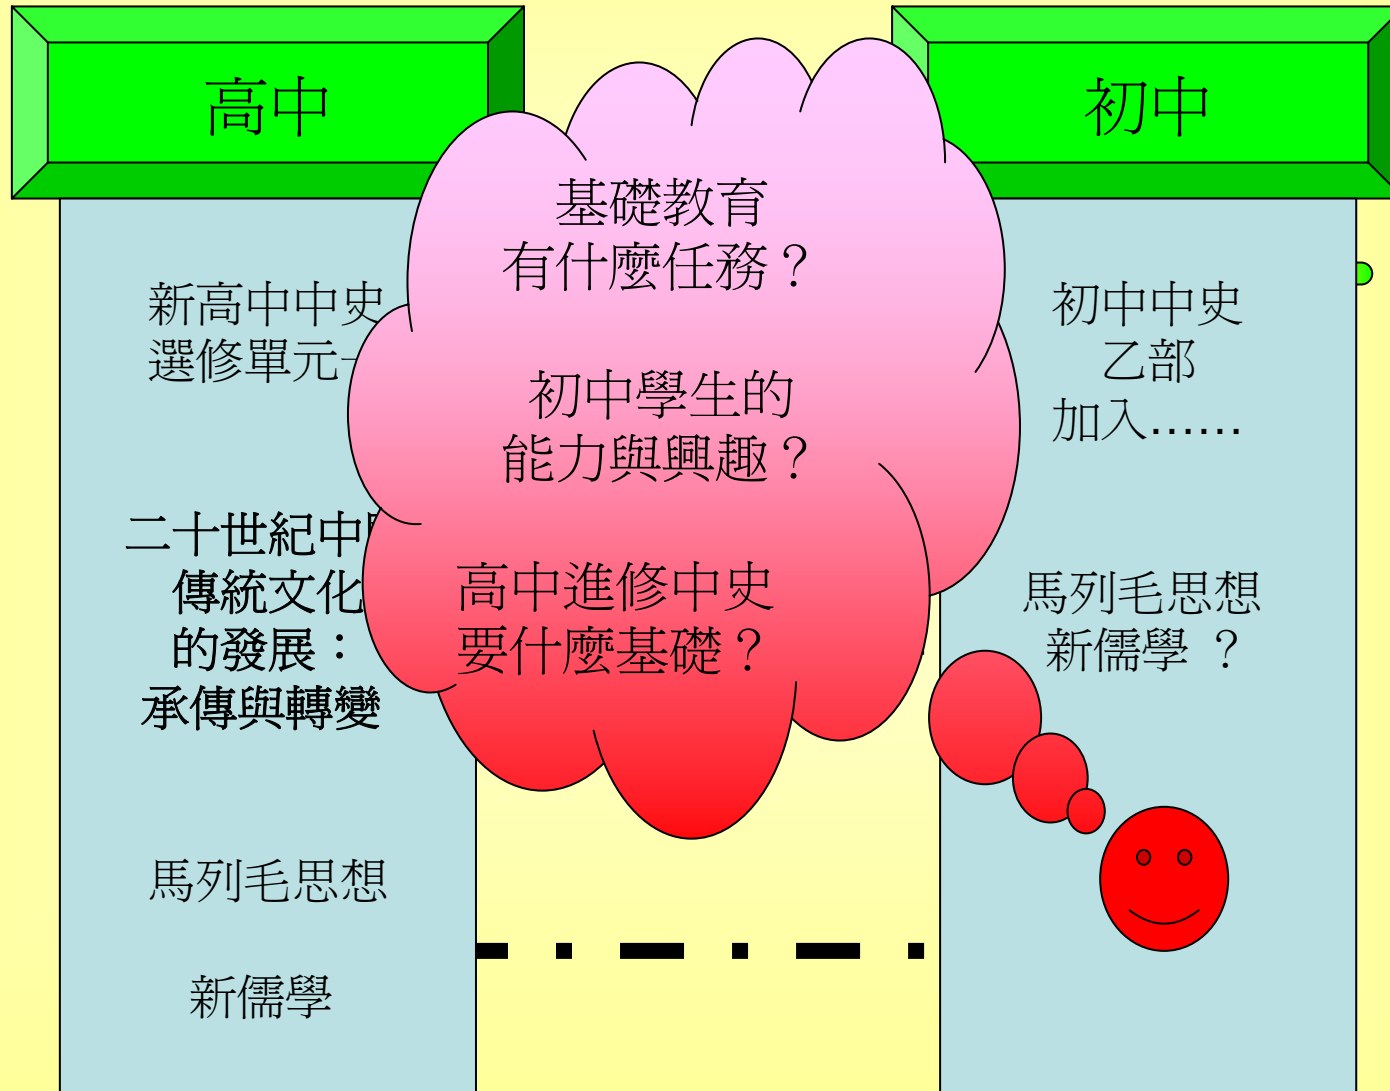 高中
新高中中史
選修單元
二十世紀中
傳統文化
的發展：
承傳與轉變
馬列毛思想
新儒學
基礎教育
有什麼任務？
初中學生的
能力與興趣？
高中進修中史
要什麼基礎？
初中
初中中史
乙部
加入……
馬列毛思想
新儒學 ？